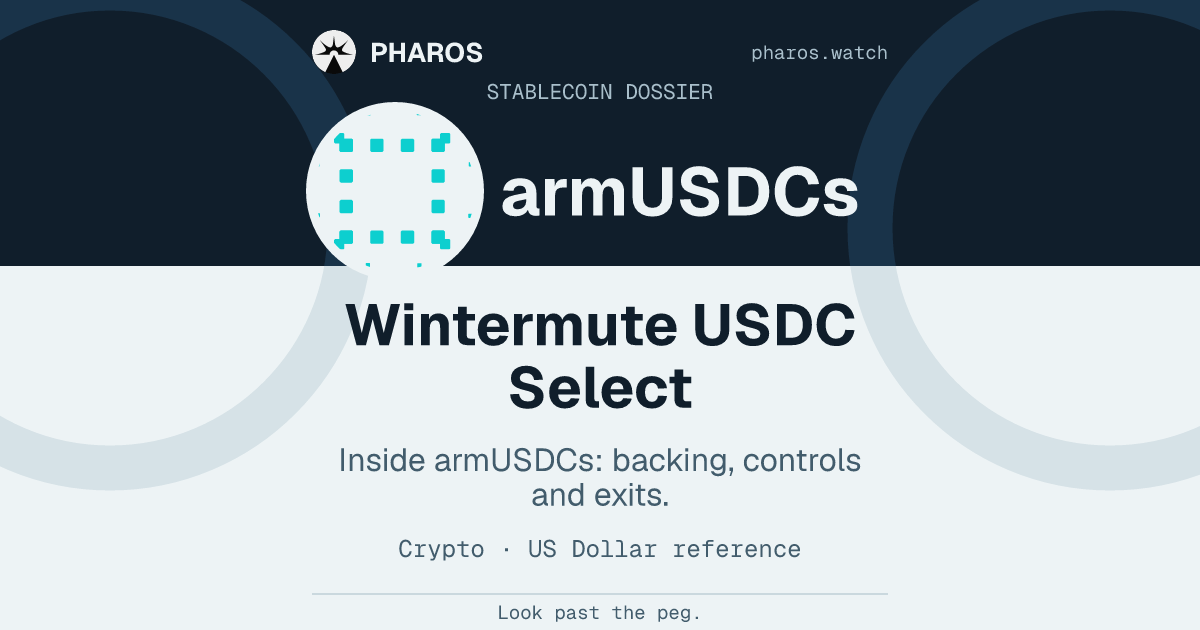 PHAROS
pharos.watch
STABLECOIN DOSSIER
armUSDCs
Wintermute USDC
Select
Inside armUSDCs: backing, controls
and exits.
Crypto · US Dollar reference
Look past the peg.